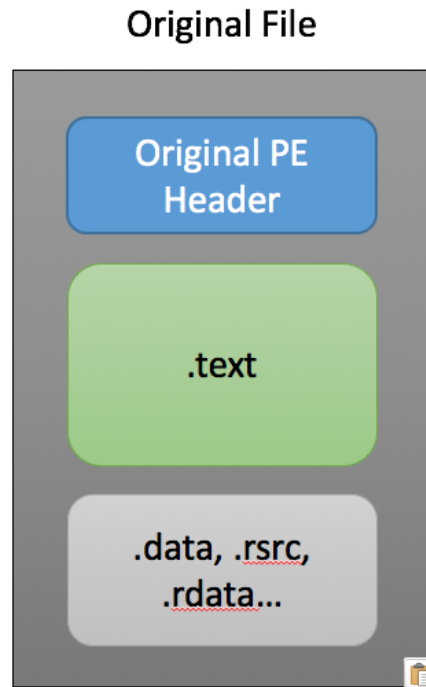 Original File
Original PE
Header
.text
.data, .rsrc,
.rdata...